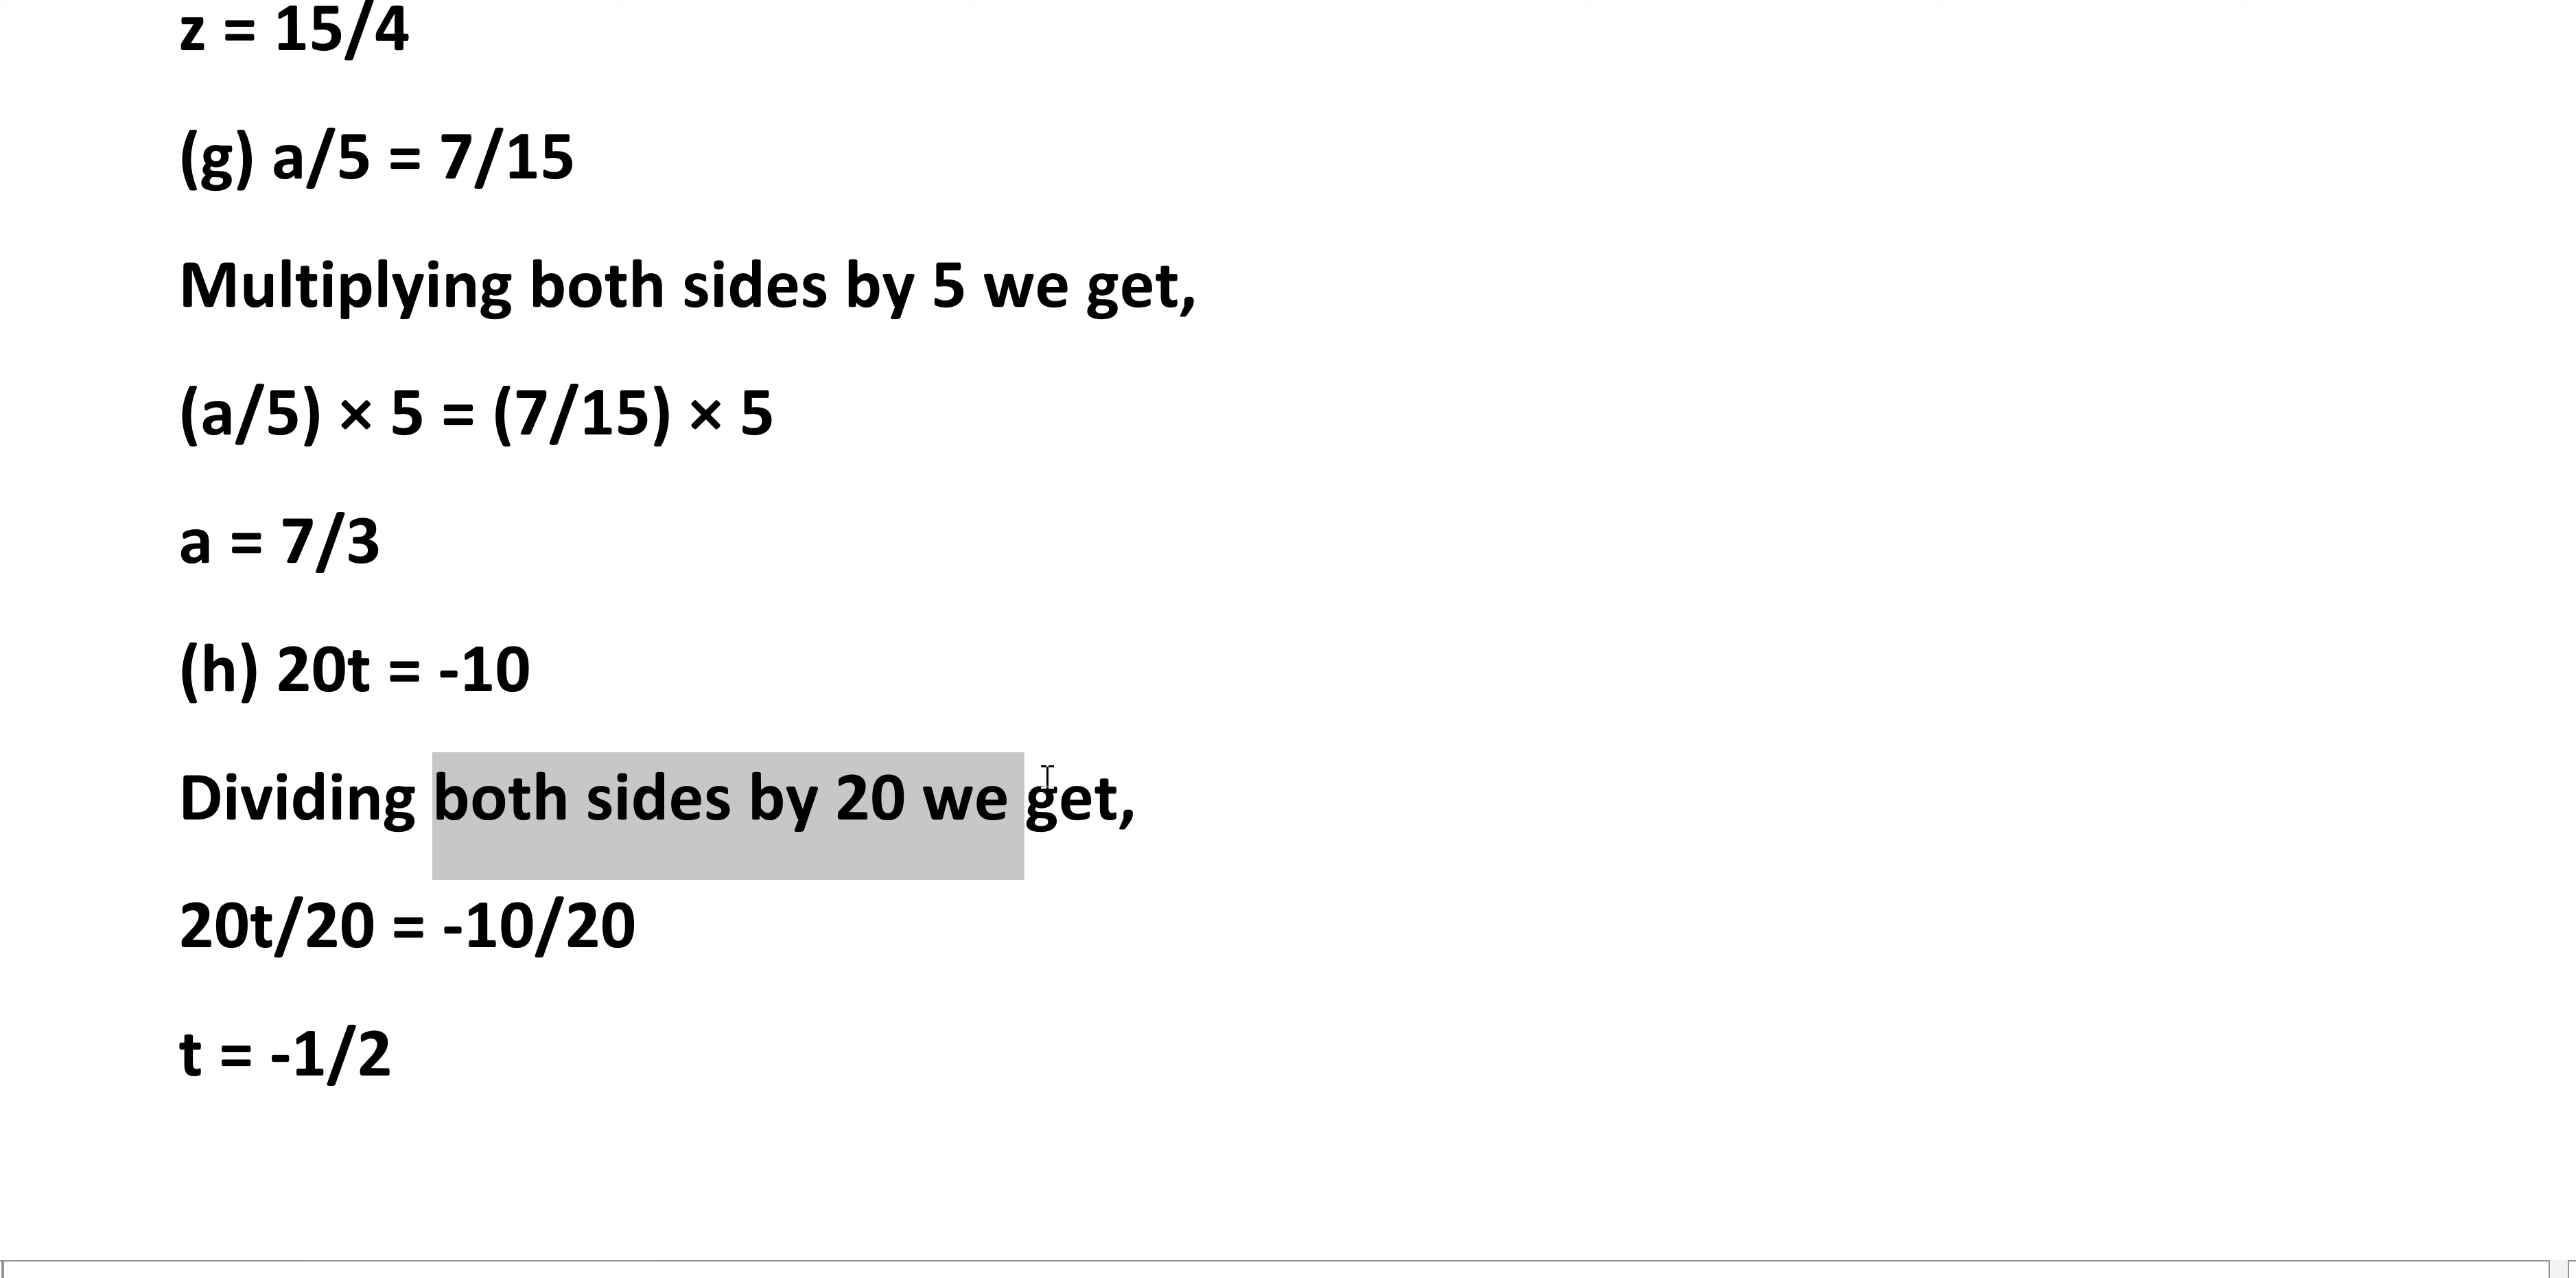 z = 15/4
(g) a/5 = 7/15
Multiplying both sides by 5 we get,
(a/5) × 5 = (7/15) × 5
a = 7/3
(h) 20t = -10
Dividing both sides by 20 we get,
20t/20 = -10/20
t = -1/2